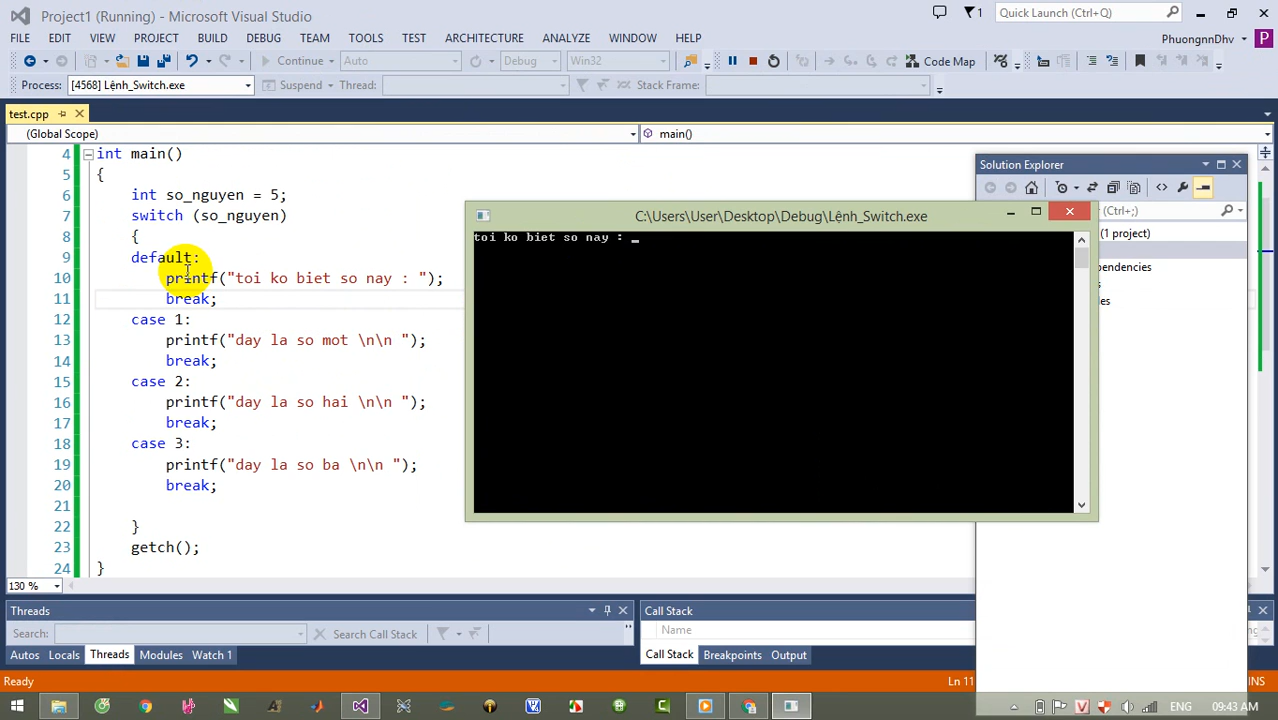 Project1 (Running) - Microsoft Visual Studio
1
Quick Launch (Ctrl+Q)
FILE EDIT VIEW PROJECT BUILD DEBUG TEAM TOOLS TEST ARCHITECTURE ANALYZE WINDOW HELP
PhuongnnDhv P
Continue Auto Debug Win32 Code Map
Process: [4568] Lệnh_Switch.exe Suspend Thread: Stack Frame:
test.cpp
(Global Scope) main()
4 int main()
5 {
6 int so_nguyen = 5;
7 switch (so_nguyen)
8 {
9 default:
10 printf("toi ko biet so nay : ");
11 break;
12 case 1:
13 printf("day la so mot \n\n ");
14 break;
15 case 2:
16 printf("day la so hai \n\n ");
17 break;
18 case 3:
19 printf("day la so ba \n\n ");
20 break;
21
22 }
23 getch();
24 }
130 %
C:\Users\User\Desktop\Debug\Lệnh_Switch.exe
toi ko biet so nay : _
Solution Explorer
(Ctrl+;)
(1 project)
pendencies
es
Threads
Search: Search Call Stack
Autos Locals Threads Modules Watch 1
Call Stack
Name
Call Stack Breakpoints Output
Ready Ln 11 INS
ENG 09:43 AM